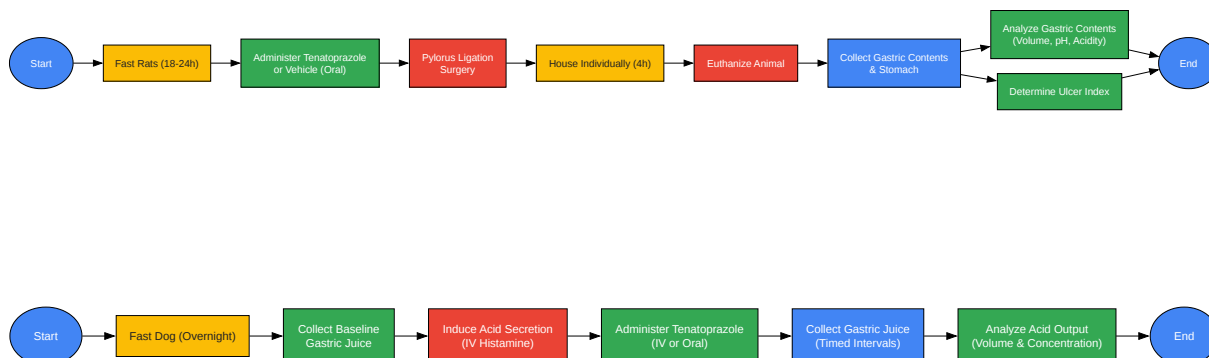 Start
Fast Rats (18-24h)
Administer Tenatoprazole
or Vehicle (Oral)
Pylorus Ligation
Surgery
House Individually (4h)
Euthanize Animal
Collect Gastric Contents
& Stomach
Analyze Gastric Contents
(Volume, pH, Acidity)
Determine Ulcer Index
End
Start
Fast Dog (Overnight)
Collect Baseline
Gastric Juice
Induce Acid Secretion
(IV Histamine)
Administer Tenatoprazole
(IV or Oral)
Collect Gastric Juice
(Timed Intervals)
Analyze Acid Output
(Volume & Concentration)
End